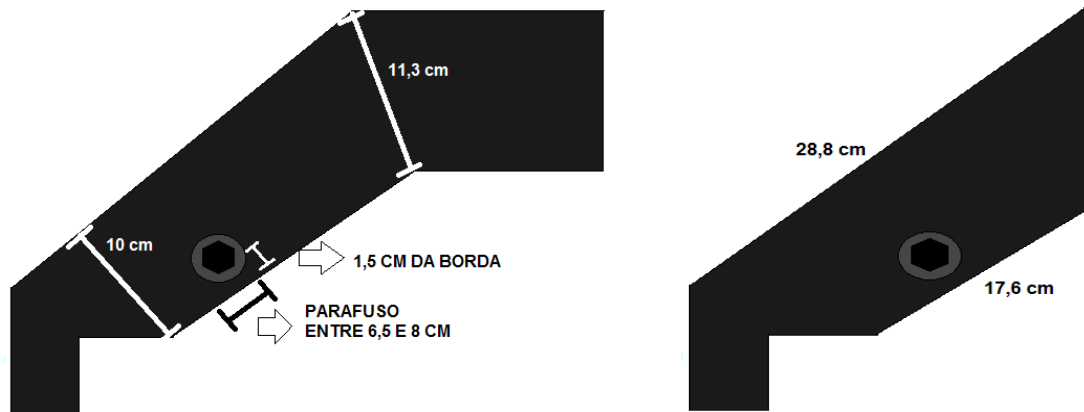 11,3 cm
10 cm
1,5 CM DA BORDA
PARAFUSO
ENTRE 6,5 E 8 CM
28,8 cm
17,6 cm